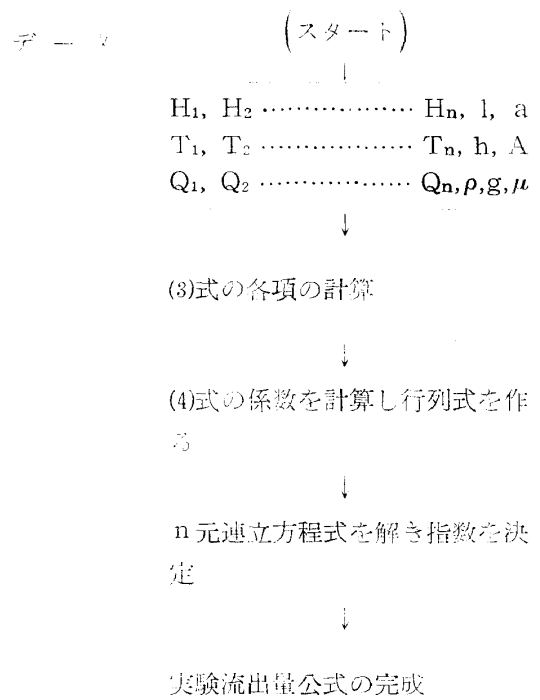 データ
(スタート)
↓
H₁, H₂ ……………… Hn, l, a
T₁, T₂ ……………… Tn, h, A
Q₁, Q₂ ……………… Qn, ρ, g, μ
↓
(3)式の各項の計算
↓
(4)式の係数を計算し行列式を作
る
↓
n元連立方程式を解き指数を決
定
↓
実験流出量公式の完成